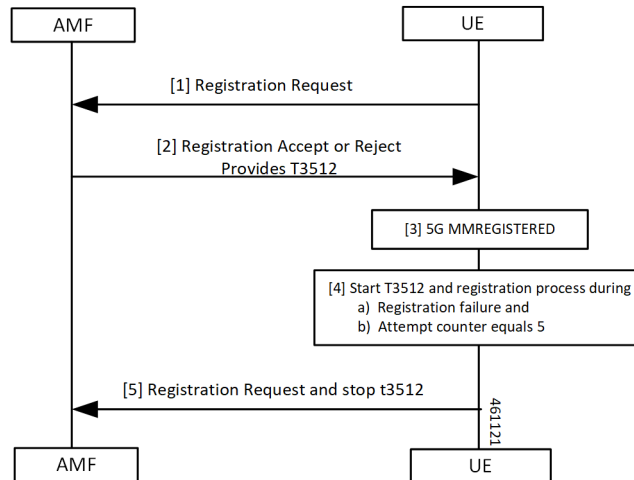 AMF
UE
[1] Registration Request
[2] Registration Accept or Reject
Provides T3512
[3] 5G MMREGISTERED
[4] Start T3512 and registration process during
a) Registration failure and
b) Attempt counter equals 5
[5] Registration Request and stop t3512
461121
AMF
UE